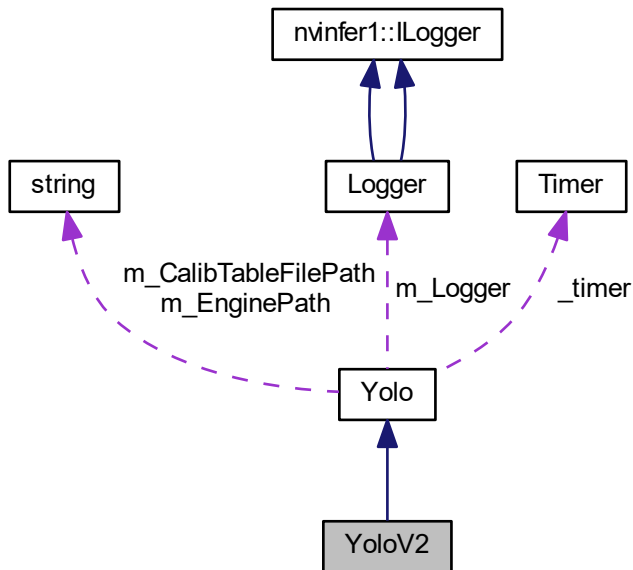 nvinfer1::ILogger
string
Logger
Timer
m_CalibTableFilePath
m_EnginePath
m_Logger
_timer
Yolo
YoloV2